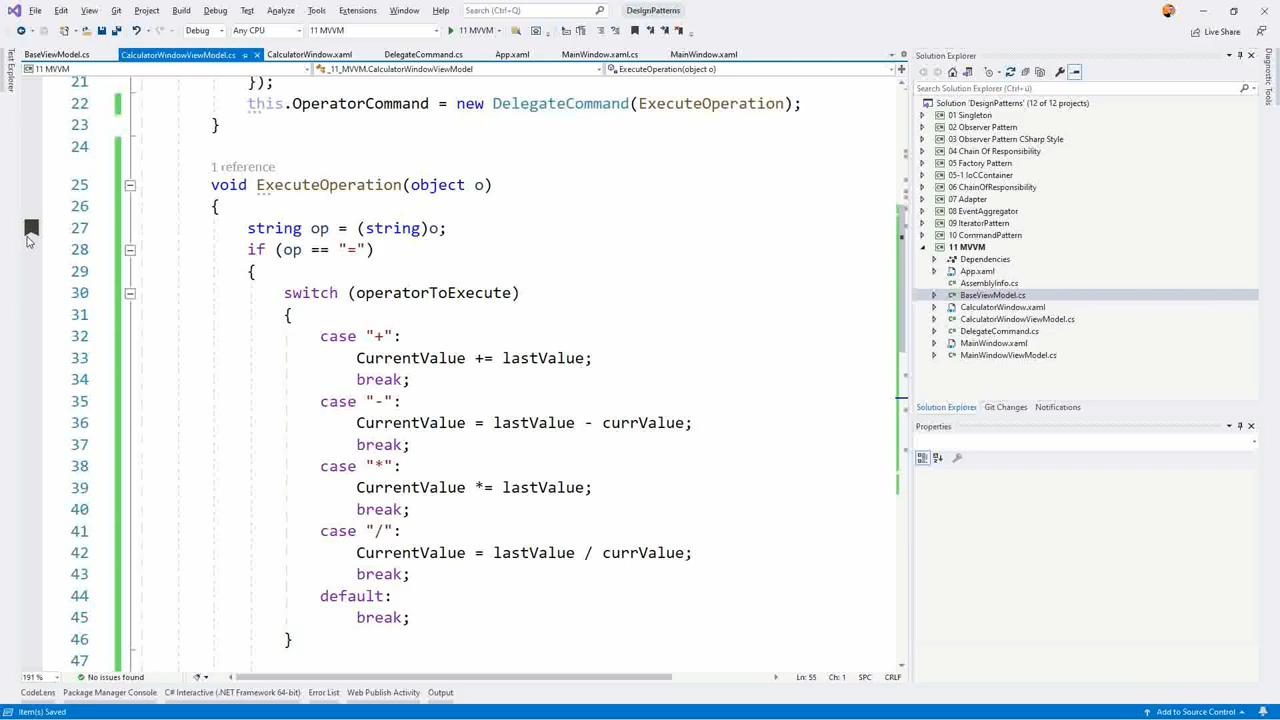 File Edit View Git Project Build Debug Test Analyze Tools Extensions Window Help Search (Ctrl+Q) DesignPatterns
Debug Any CPU 11 MVVM 11 MVVM Live Share
BaseViewModel.cs CalculatorWindowViewModel.cs CalculatorWindow.xaml DelegateCommand.cs App.xaml MainWindow.xaml.cs MainWindow.xaml
11 MVVM _11_MVVM.CalculatorWindowViewModel ExecuteOperation(object o)
Test Explorer
21 });
22 this.OperatorCommand = new DelegateCommand(ExecuteOperation);
23 }
24
1 reference
25 void ExecuteOperation(object o)
26 {
27 string op = (string)o;
28 if (op == "=")
29 {
30 switch (operatorToExecute)
31 {
32 case "+":
33 CurrentValue += lastValue;
34 break;
35 case "-":
36 CurrentValue = lastValue - currValue;
37 break;
38 case "*":
39 CurrentValue *= lastValue;
40 break;
41 case "/":
42 CurrentValue = lastValue / currValue;
43 break;
44 default:
45 break;
46 }
47
191 % No issues found Ln: 55 Ch: 1 SPC CRLF
CodeLens Package Manager Console C# Interactive (.NET Framework 64-bit) Error List Web Publish Activity Output
Item(s) Saved Add to Source Control
Solution Explorer
Search Solution Explorer (Ctrl+ü)
Solution 'DesignPatterns' (12 of 12 projects)
01 Singleton
02 Observer Pattern
03 Observer Pattern CSharp Style
04 Chain Of Responsibility
05 Factory Pattern
05-1 IoCContainer
06 ChainOfResponsibility
07 Adapter
08 EventAggregator
09 IteratorPattern
10 CommandPattern
11 MVVM
Dependencies
App.xaml
AssemblyInfo.cs
BaseViewModel.cs
CalculatorWindow.xaml
CalculatorWindowViewModel.cs
DelegateCommand.cs
MainWindow.xaml
MainWindowViewModel.cs
Solution Explorer Git Changes Notifications
Properties
Diagnostic Tools